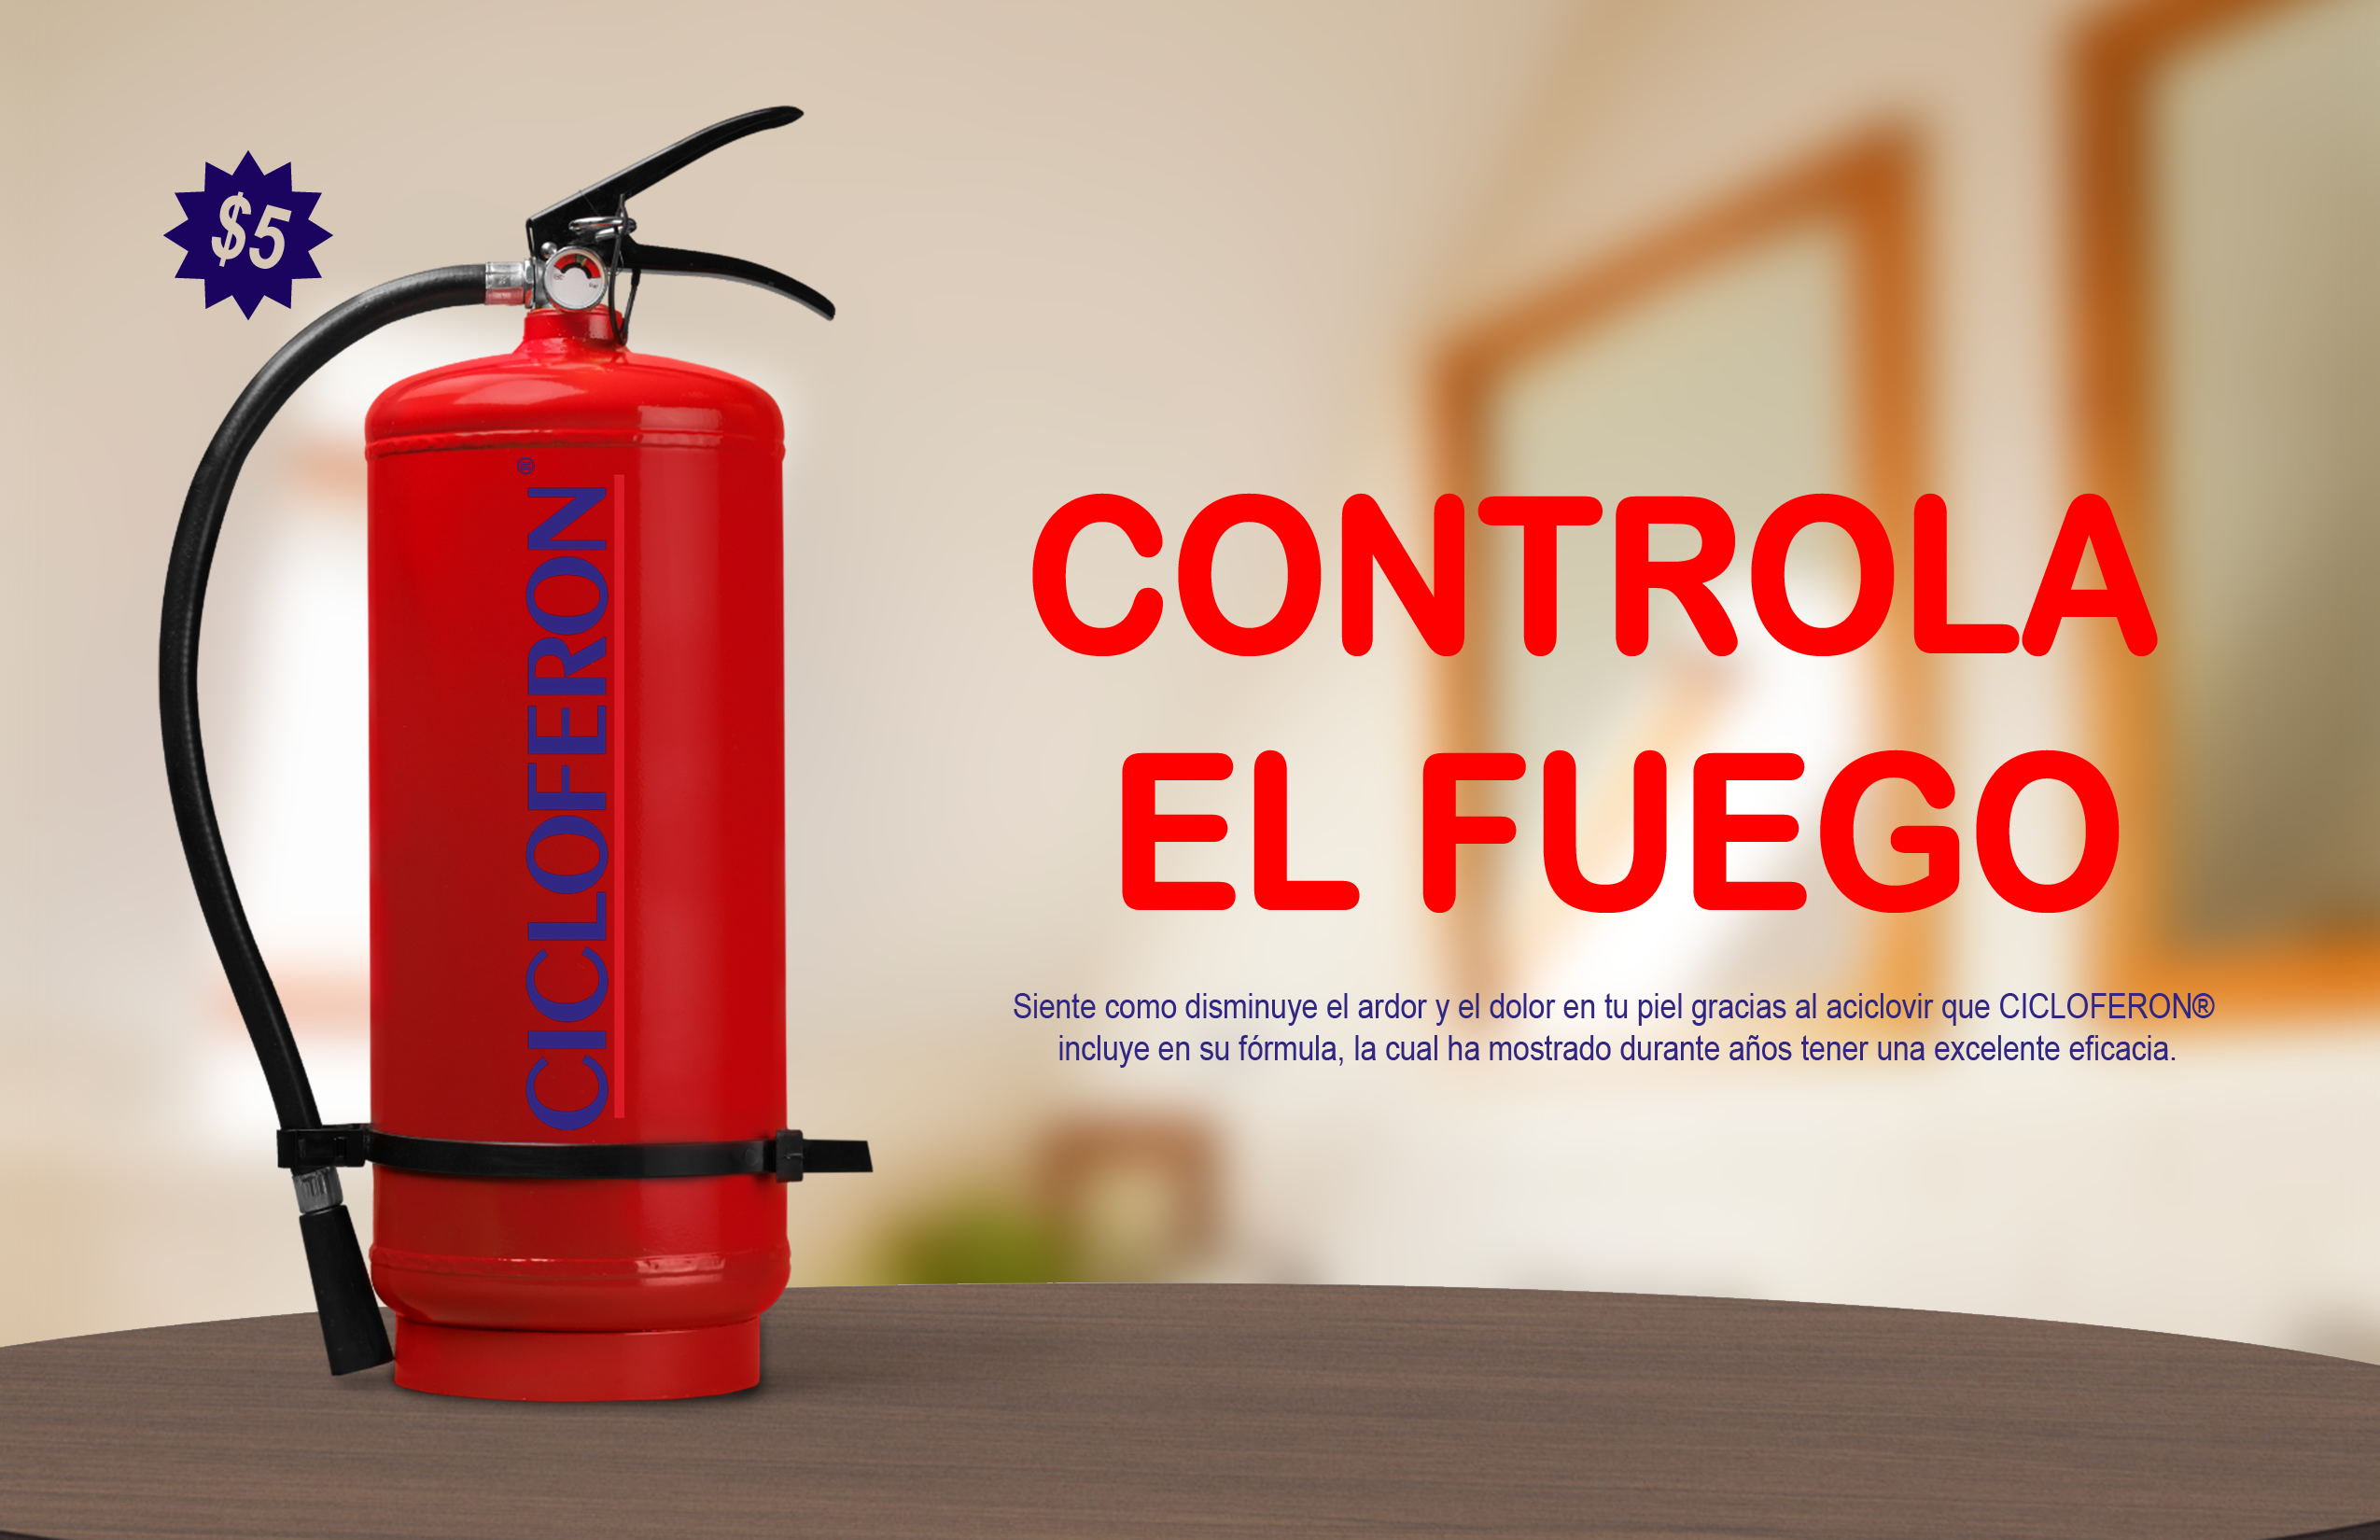 $5
CICLOFERON®
CONTROLA
EL FUEGO
Siente como disminuye el ardor y el dolor en tu piel gracias al aciclovir que CICLOFERON®
incluye en su fórmula, la cual ha mostrado durante años tener una excelente eficacia.